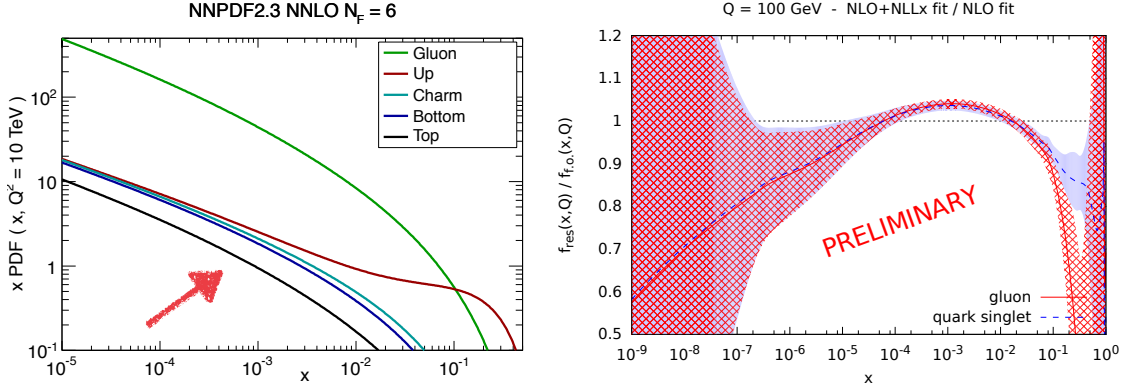 NNPDF2.3 NNLO N_F = 6
Gluon
Up
Charm
Bottom
Top
x PDF ( x, Q² = 10 TeV )
10²
10
1
10⁻¹
10⁻⁵
10⁻⁴
10⁻³
10⁻²
10⁻¹
x
Q = 100 GeV - NLO+NLLx fit / NLO fit
f_res(x,Q) / f_f.o.(x,Q)
1.2
1.1
1
0.9
0.8
0.7
0.6
0.5
PRELIMINARY
gluon
quark singlet
10⁻⁹
10⁻⁸
10⁻⁷
10⁻⁶
10⁻⁵
10⁻⁴
10⁻³
10⁻²
10⁻¹
10⁰
x